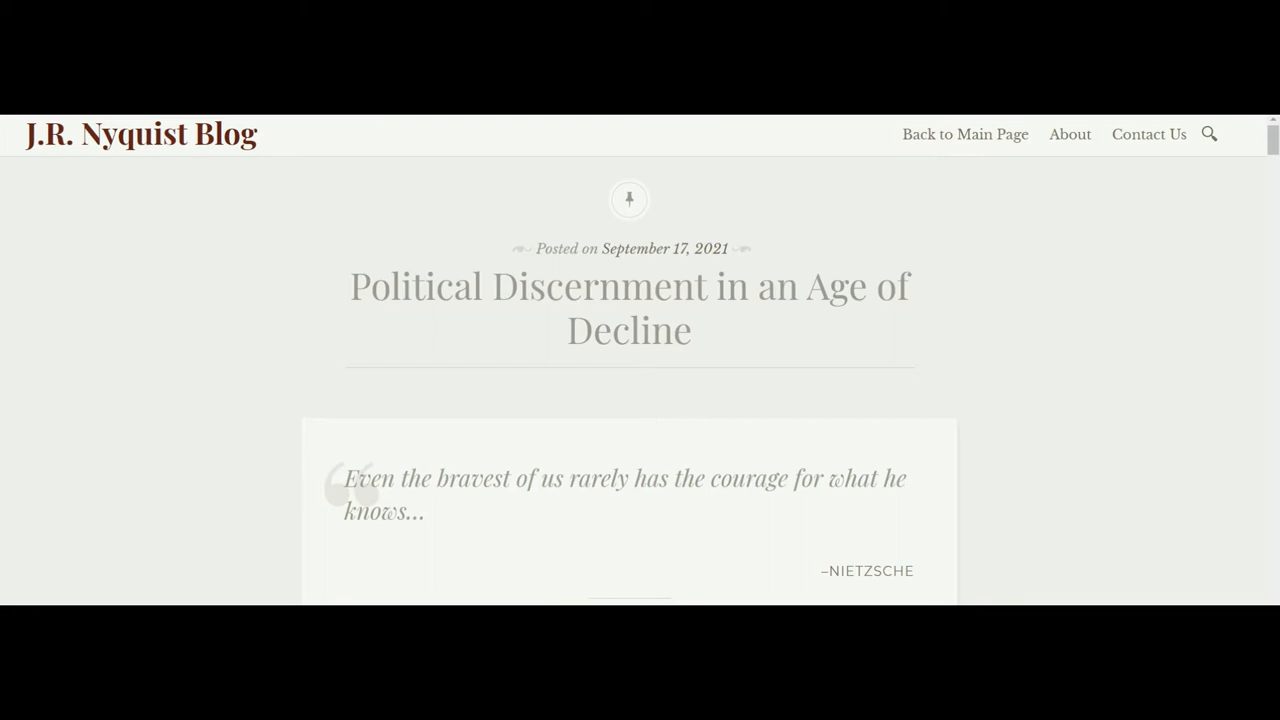 J.R. Nyquist Blog
Back to Main Page About Contact Us
Posted on September 17, 2021
Political Discernment in an Age of
Decline
Even the bravest of us rarely has the courage for what he
knows…
–NIETZSCHE